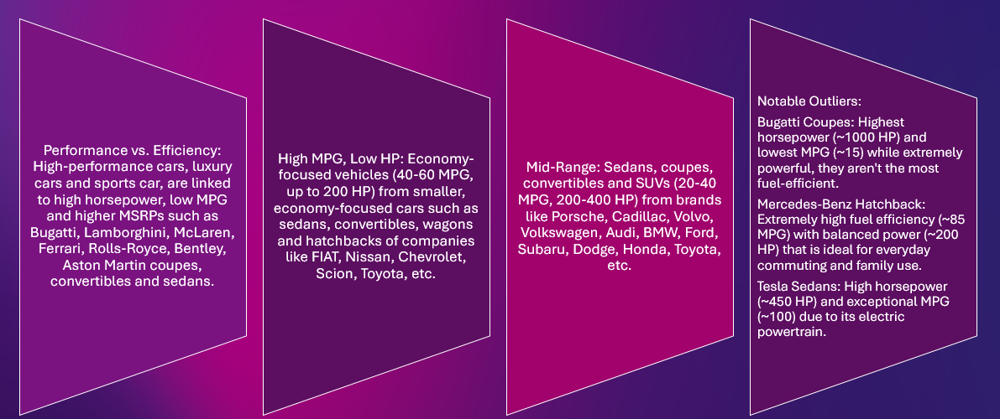 Performance vs. Efficiency:
High-performance cars, luxury
cars and sports car, are linked
to high horsepower, low MPG
and higher MSRPs such as
Bugatti, Lamborghini, McLaren,
Ferrari, Rolls-Royce, Bentley,
Aston Martin coupes,
convertibles and sedans.
High MPG, Low HP: Economy-
focused vehicles (40-60 MPG,
up to 200 HP) from smaller,
economy-focused cars such as
sedans, convertibles, wagons
and hatchbacks of companies
like FIAT, Nissan, Chevrolet,
Scion, Toyota, etc.
Mid-Range: Sedans, coupes,
convertibles and SUVs (20-40
MPG, 200-400 HP) from brands
like Porsche, Cadillac, Volvo,
Volkswagen, Audi, BMW, Ford,
Subaru, Dodge, Honda, Toyota,
etc.
Notable Outliers:
Bugatti Coupes: Highest
horsepower (~1000 HP) and
lowest MPG (~15) while extremely
powerful, they aren't the most
fuel-efficient.
Mercedes-Benz Hatchback:
Extremely high fuel efficiency (~85
MPG) with balanced power (~200
HP) that is ideal for everyday
commuting and family use.
Tesla Sedans: High horsepower
(~450 HP) and exceptional MPG
(~100) due to its electric
powertrain.